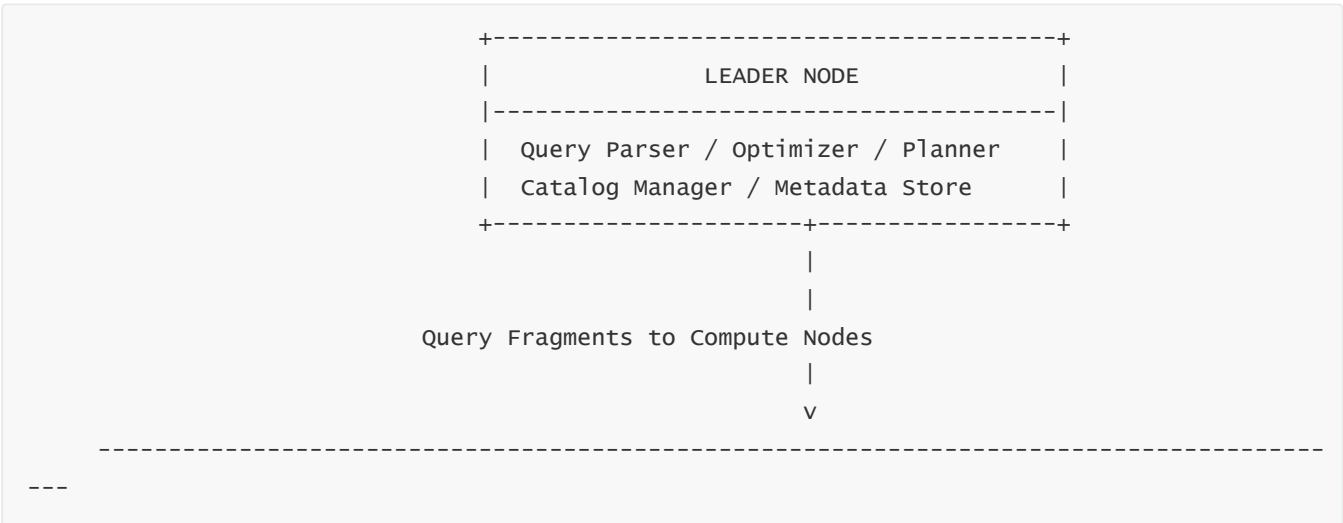 +----------------------------------------+
|               LEADER NODE              |
|----------------------------------------|
|  Query Parser / Optimizer / Planner    |
|  Catalog Manager / Metadata Store      |
+----------------------+-----------------+
|
|
Query Fragments to Compute Nodes
|
v
---------------------------------------------------------------------------------------
---